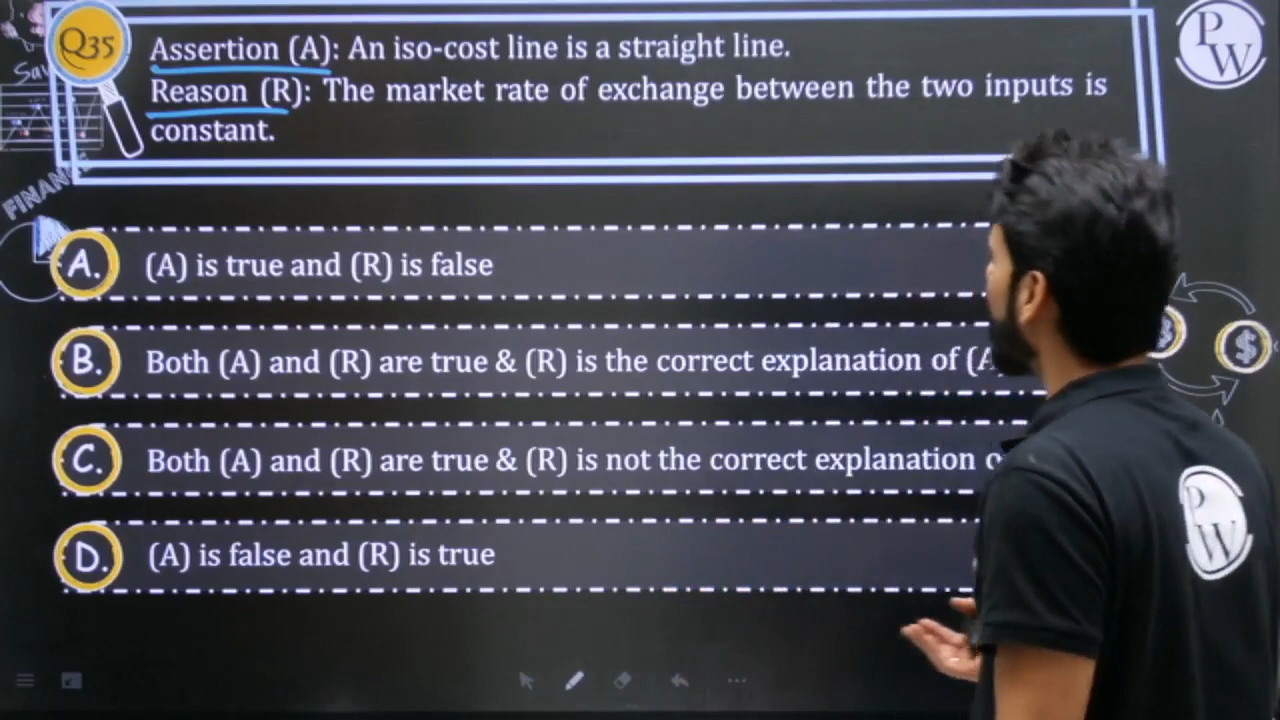 Q35
Assertion (A): An iso-cost line is a straight line.
Reason (R): The market rate of exchange between the two inputs is
constant.
P
W
Sav
FINANCE
A. (A) is true and (R) is false
B. Both (A) and (R) are true & (R) is the correct explanation of (A
C. Both (A) and (R) are true & (R) is not the correct explanation o
D. (A) is false and (R) is true
$
$
P
W